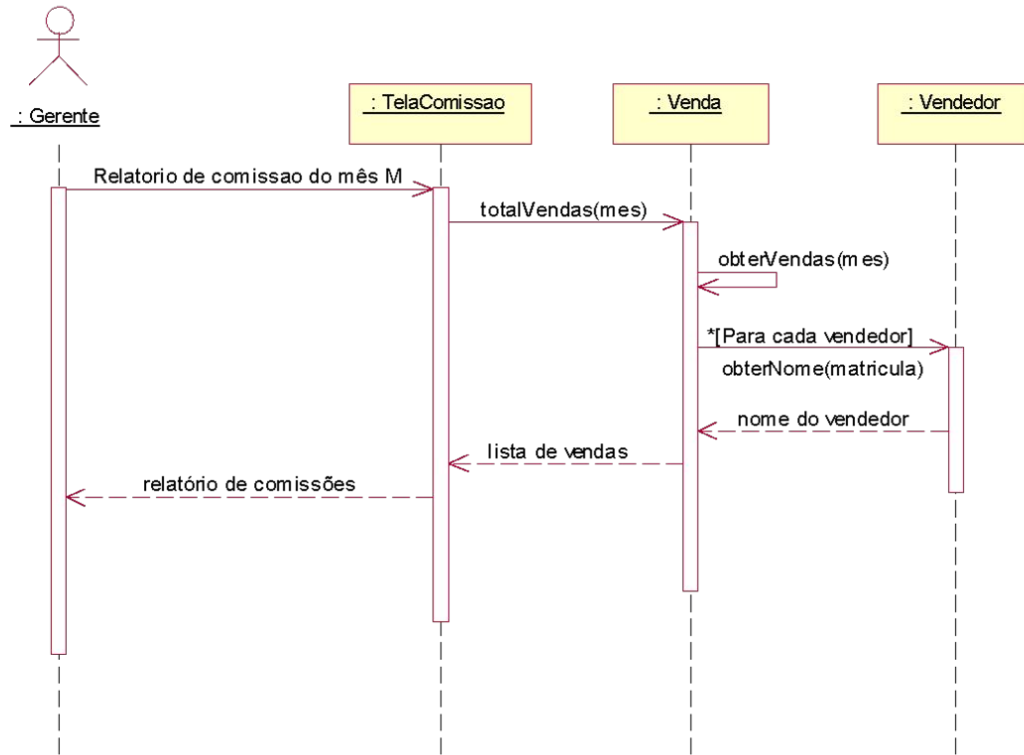 : Gerente
: TelaComissao
: Venda
: Vendedor
Relatorio de comissao do mês M
totalVendas(mes)
obterVendas(mes)
*[Para cada vendedor]
obterNome(matricula)
nome do vendedor
lista de vendas
relatório de comissões